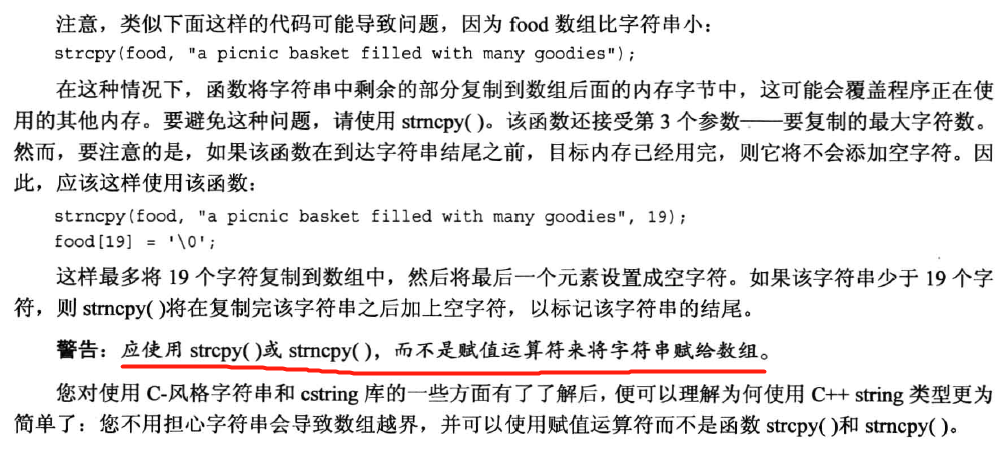 注意，类似下面这样的代码可能导致问题，因为 food 数组比字符串小：
strcpy(food, "a picnic basket filled with many goodies");
在这种情况下，函数将字符串中剩余的部分复制到数组后面的内存字节中，这可能会覆盖程序正在使
用的其他内存。要避免这种问题，请使用 strncpy( )。该函数还接受第 3 个参数——要复制的最大字符数。
然而，要注意的是，如果该函数在到达字符串结尾之前，目标内存已经用完，则它将不会添加空字符。因
此，应该这样使用该函数：
strncpy(food, "a picnic basket filled with many goodies", 19);
food[19] = '\0';
这样最多将 19 个字符复制到数组中，然后将最后一个元素设置成空字符。如果该字符串少于 19 个字
符，则 strncpy( )将在复制完该字符串之后加上空字符，以标记该字符串的结尾。
警告：应使用 strcpy( )或 strncpy( )，而不是赋值运算符来将字符串赋给数组。
您对使用 C-风格字符串和 cstring 库的一些方面有了了解后，便可以理解为何使用 C++ string 类型更为
简单了：您不用担心字符串会导致数组越界，并可以使用赋值运算符而不是函数 strcpy( )和 strncpy( )。